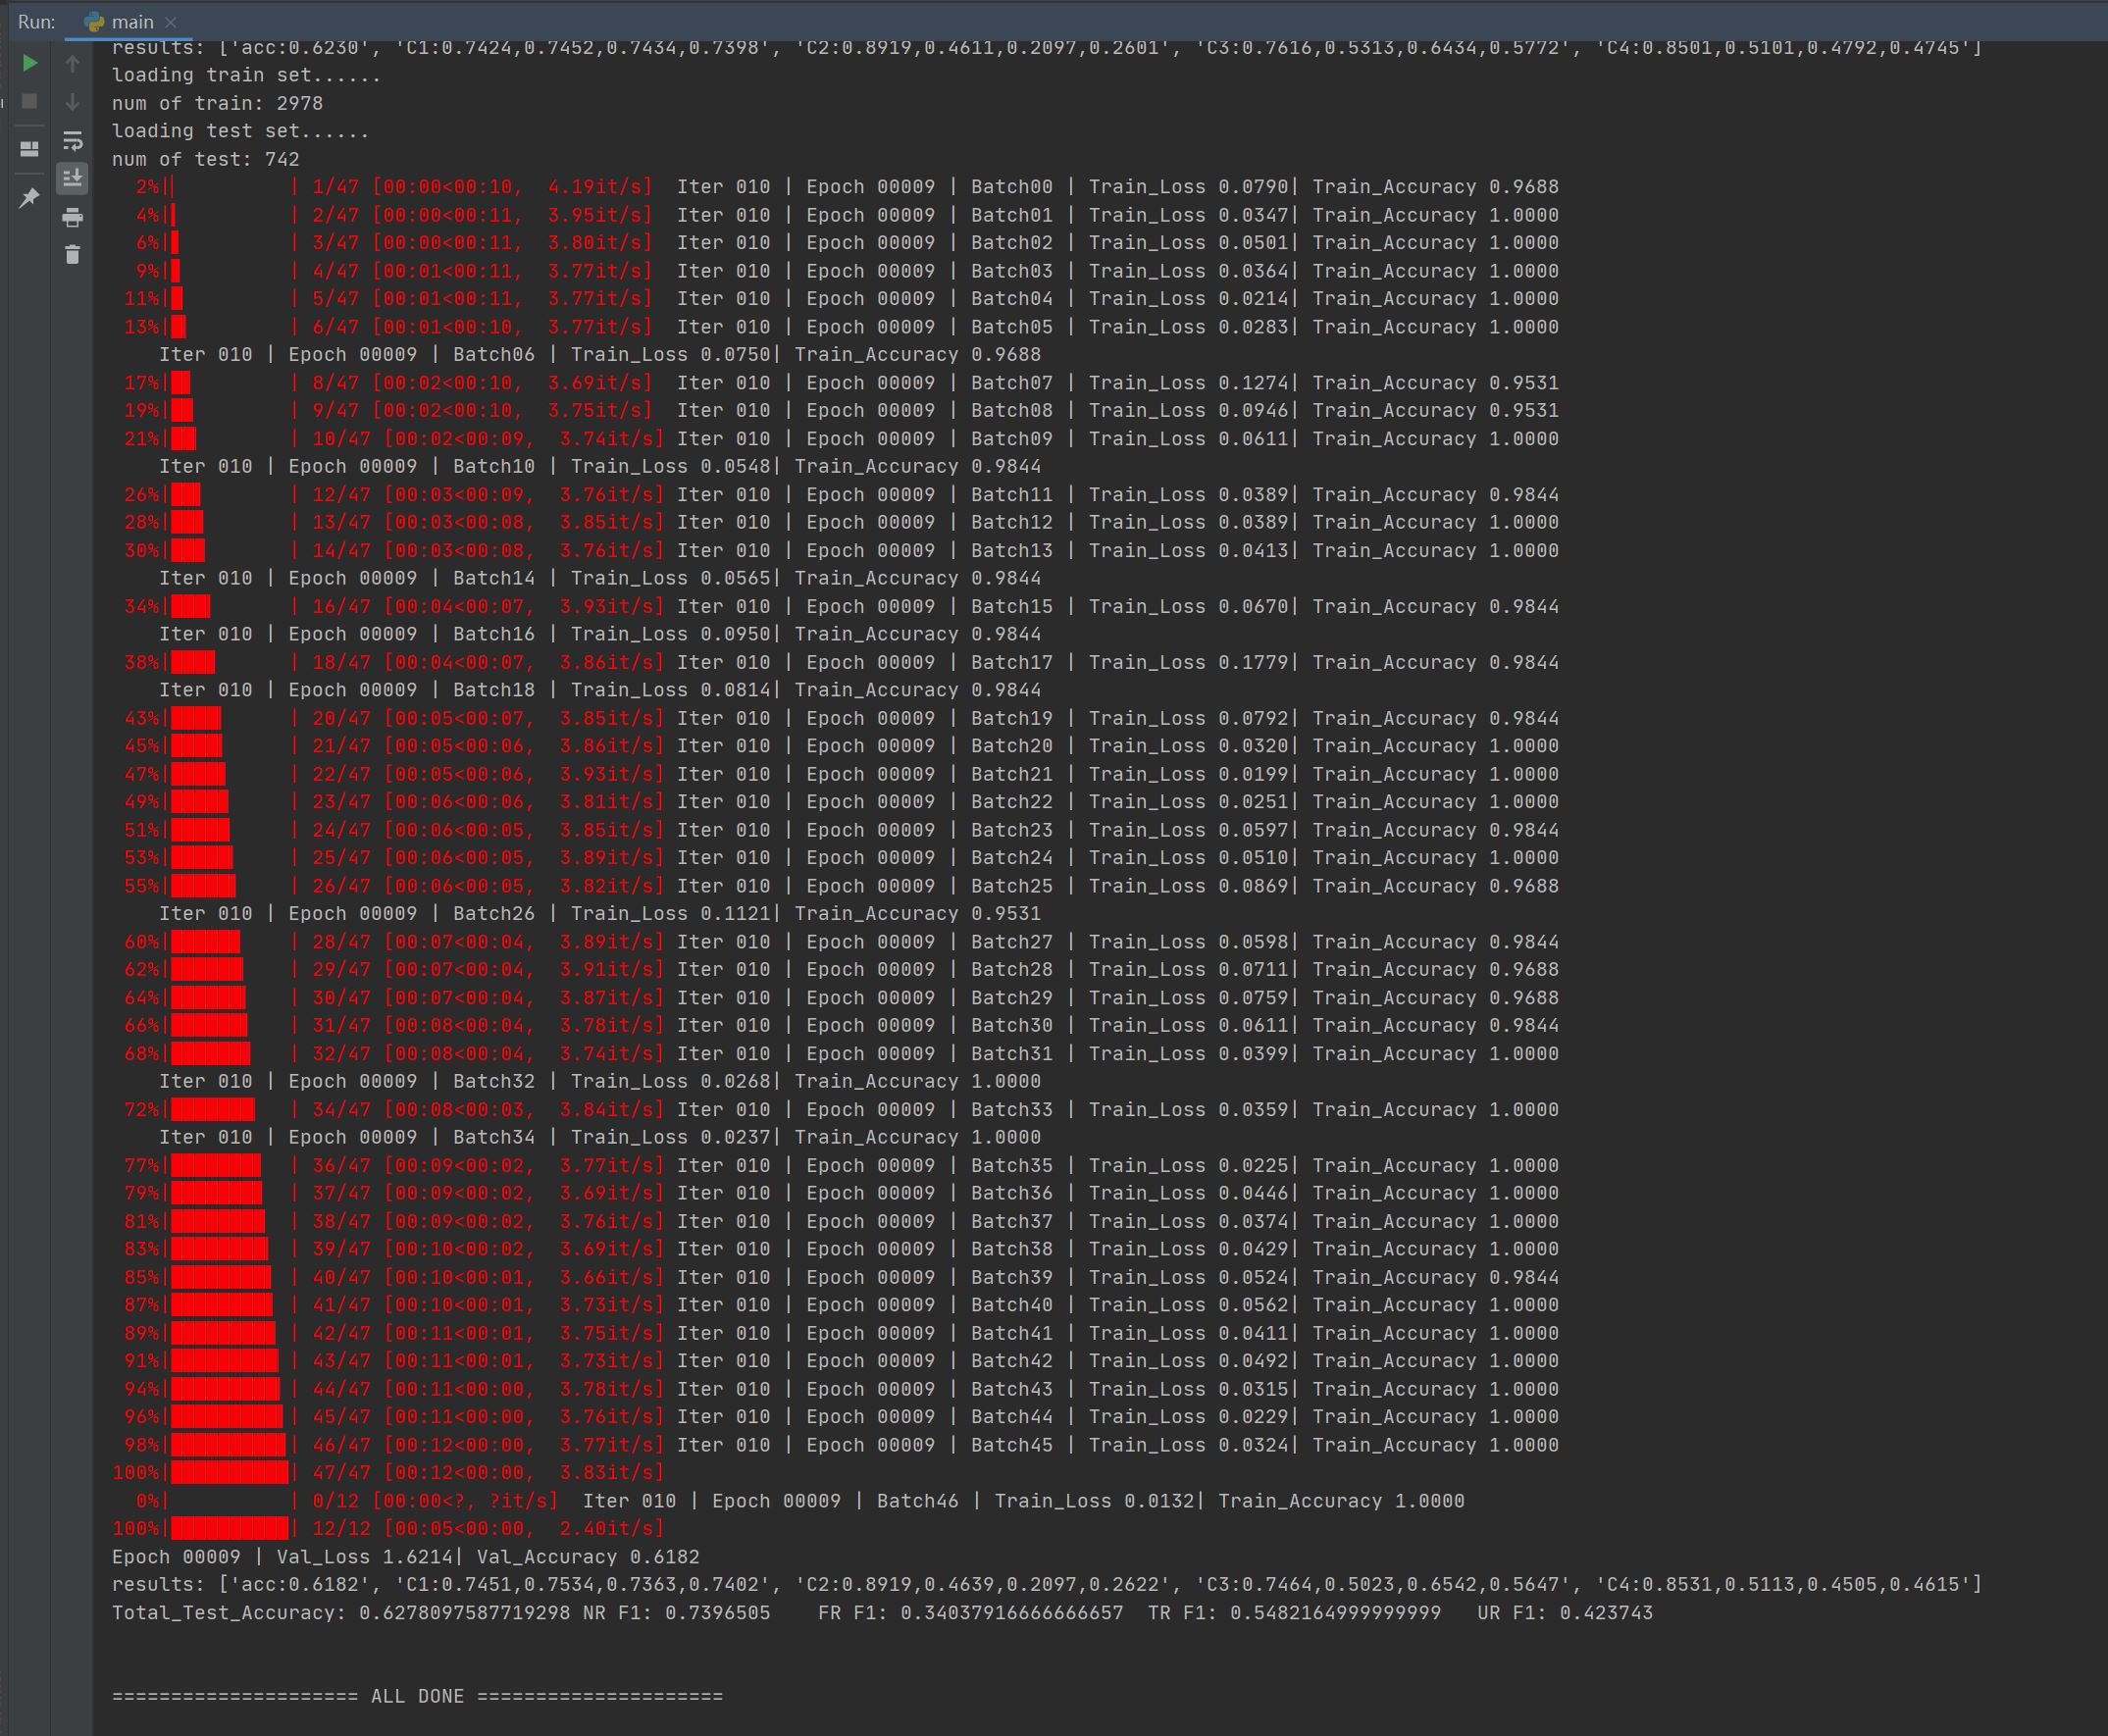 Run: main
results: ['acc:0.6230', 'C1:0.7424,0.7452,0.7434,0.7398', 'C2:0.8919,0.4611,0.2097,0.2601', 'C3:0.7616,0.5313,0.6434,0.5772', 'C4:0.8501,0.5101,0.4792,0.4745']
loading train set......
num of train: 2978
loading test set......
num of test: 742
2%| | 1/47 [00:00<00:10, 4.19it/s] Iter 010 | Epoch 00009 | Batch00 | Train_Loss 0.0790| Train_Accuracy 0.9688
4%| | 2/47 [00:00<00:11, 3.95it/s] Iter 010 | Epoch 00009 | Batch01 | Train_Loss 0.0347| Train_Accuracy 1.0000
6%| | 3/47 [00:00<00:11, 3.80it/s] Iter 010 | Epoch 00009 | Batch02 | Train_Loss 0.0501| Train_Accuracy 1.0000
9%| | 4/47 [00:01<00:11, 3.77it/s] Iter 010 | Epoch 00009 | Batch03 | Train_Loss 0.0364| Train_Accuracy 1.0000
11%| | 5/47 [00:01<00:11, 3.77it/s] Iter 010 | Epoch 00009 | Batch04 | Train_Loss 0.0214| Train_Accuracy 1.0000
13%| | 6/47 [00:01<00:10, 3.77it/s] Iter 010 | Epoch 00009 | Batch05 | Train_Loss 0.0283| Train_Accuracy 1.0000
Iter 010 | Epoch 00009 | Batch06 | Train_Loss 0.0750| Train_Accuracy 0.9688
17%| | 8/47 [00:02<00:10, 3.69it/s] Iter 010 | Epoch 00009 | Batch07 | Train_Loss 0.1274| Train_Accuracy 0.9531
19%| | 9/47 [00:02<00:10, 3.75it/s] Iter 010 | Epoch 00009 | Batch08 | Train_Loss 0.0946| Train_Accuracy 0.9531
21%| | 10/47 [00:02<00:09, 3.74it/s] Iter 010 | Epoch 00009 | Batch09 | Train_Loss 0.0611| Train_Accuracy 1.0000
Iter 010 | Epoch 00009 | Batch10 | Train_Loss 0.0548| Train_Accuracy 0.9844
26%| | 12/47 [00:03<00:09, 3.76it/s] Iter 010 | Epoch 00009 | Batch11 | Train_Loss 0.0389| Train_Accuracy 0.9844
28%| | 13/47 [00:03<00:08, 3.85it/s] Iter 010 | Epoch 00009 | Batch12 | Train_Loss 0.0389| Train_Accuracy 1.0000
30%| | 14/47 [00:03<00:08, 3.76it/s] Iter 010 | Epoch 00009 | Batch13 | Train_Loss 0.0413| Train_Accuracy 1.0000
Iter 010 | Epoch 00009 | Batch14 | Train_Loss 0.0565| Train_Accuracy 0.9844
34%| | 16/47 [00:04<00:07, 3.93it/s] Iter 010 | Epoch 00009 | Batch15 | Train_Loss 0.0670| Train_Accuracy 0.9844
Iter 010 | Epoch 00009 | Batch16 | Train_Loss 0.0950| Train_Accuracy 0.9844
38%| | 18/47 [00:04<00:07, 3.86it/s] Iter 010 | Epoch 00009 | Batch17 | Train_Loss 0.1779| Train_Accuracy 0.9844
Iter 010 | Epoch 00009 | Batch18 | Train_Loss 0.0814| Train_Accuracy 0.9844
43%| | 20/47 [00:05<00:07, 3.85it/s] Iter 010 | Epoch 00009 | Batch19 | Train_Loss 0.0792| Train_Accuracy 0.9844
45%| | 21/47 [00:05<00:06, 3.86it/s] Iter 010 | Epoch 00009 | Batch20 | Train_Loss 0.0320| Train_Accuracy 1.0000
47%| | 22/47 [00:05<00:06, 3.93it/s] Iter 010 | Epoch 00009 | Batch21 | Train_Loss 0.0199| Train_Accuracy 1.0000
49%| | 23/47 [00:06<00:06, 3.81it/s] Iter 010 | Epoch 00009 | Batch22 | Train_Loss 0.0251| Train_Accuracy 1.0000
51%| | 24/47 [00:06<00:05, 3.85it/s] Iter 010 | Epoch 00009 | Batch23 | Train_Loss 0.0597| Train_Accuracy 0.9844
53%| | 25/47 [00:06<00:05, 3.89it/s] Iter 010 | Epoch 00009 | Batch24 | Train_Loss 0.0510| Train_Accuracy 1.0000
55%| | 26/47 [00:06<00:05, 3.82it/s] Iter 010 | Epoch 00009 | Batch25 | Train_Loss 0.0869| Train_Accuracy 0.9688
Iter 010 | Epoch 00009 | Batch26 | Train_Loss 0.1121| Train_Accuracy 0.9531
60%| | 28/47 [00:07<00:04, 3.89it/s] Iter 010 | Epoch 00009 | Batch27 | Train_Loss 0.0598| Train_Accuracy 0.9844
62%| | 29/47 [00:07<00:04, 3.91it/s] Iter 010 | Epoch 00009 | Batch28 | Train_Loss 0.0711| Train_Accuracy 0.9688
64%| | 30/47 [00:07<00:04, 3.87it/s] Iter 010 | Epoch 00009 | Batch29 | Train_Loss 0.0759| Train_Accuracy 0.9688
66%| | 31/47 [00:08<00:04, 3.78it/s] Iter 010 | Epoch 00009 | Batch30 | Train_Loss 0.0611| Train_Accuracy 0.9844
68%| | 32/47 [00:08<00:04, 3.74it/s] Iter 010 | Epoch 00009 | Batch31 | Train_Loss 0.0399| Train_Accuracy 1.0000
Iter 010 | Epoch 00009 | Batch32 | Train_Loss 0.0268| Train_Accuracy 1.0000
72%| | 34/47 [00:08<00:03, 3.84it/s] Iter 010 | Epoch 00009 | Batch33 | Train_Loss 0.0359| Train_Accuracy 1.0000
Iter 010 | Epoch 00009 | Batch34 | Train_Loss 0.0237| Train_Accuracy 1.0000
77%| | 36/47 [00:09<00:02, 3.77it/s] Iter 010 | Epoch 00009 | Batch35 | Train_Loss 0.0225| Train_Accuracy 1.0000
79%| | 37/47 [00:09<00:02, 3.69it/s] Iter 010 | Epoch 00009 | Batch36 | Train_Loss 0.0446| Train_Accuracy 1.0000
81%| | 38/47 [00:09<00:02, 3.76it/s] Iter 010 | Epoch 00009 | Batch37 | Train_Loss 0.0374| Train_Accuracy 1.0000
83%| | 39/47 [00:10<00:02, 3.69it/s] Iter 010 | Epoch 00009 | Batch38 | Train_Loss 0.0429| Train_Accuracy 1.0000
85%| | 40/47 [00:10<00:01, 3.66it/s] Iter 010 | Epoch 00009 | Batch39 | Train_Loss 0.0524| Train_Accuracy 0.9844
87%| | 41/47 [00:10<00:01, 3.73it/s] Iter 010 | Epoch 00009 | Batch40 | Train_Loss 0.0562| Train_Accuracy 1.0000
89%| | 42/47 [00:11<00:01, 3.75it/s] Iter 010 | Epoch 00009 | Batch41 | Train_Loss 0.0411| Train_Accuracy 1.0000
91%| | 43/47 [00:11<00:01, 3.73it/s] Iter 010 | Epoch 00009 | Batch42 | Train_Loss 0.0492| Train_Accuracy 1.0000
94%| | 44/47 [00:11<00:00, 3.78it/s] Iter 010 | Epoch 00009 | Batch43 | Train_Loss 0.0315| Train_Accuracy 1.0000
96%| | 45/47 [00:11<00:00, 3.76it/s] Iter 010 | Epoch 00009 | Batch44 | Train_Loss 0.0229| Train_Accuracy 1.0000
98%| | 46/47 [00:12<00:00, 3.77it/s] Iter 010 | Epoch 00009 | Batch45 | Train_Loss 0.0324| Train_Accuracy 1.0000
100%| | 47/47 [00:12<00:00, 3.83it/s]
0%| | 0/12 [00:00<?, ?it/s] Iter 010 | Epoch 00009 | Batch46 | Train_Loss 0.0132| Train_Accuracy 1.0000
100%| | 12/12 [00:05<00:00, 2.40it/s]
Epoch 00009 | Val_Loss 1.6214| Val_Accuracy 0.6182
results: ['acc:0.6182', 'C1:0.7451,0.7534,0.7363,0.7402', 'C2:0.8919,0.4639,0.2097,0.2622', 'C3:0.7464,0.5023,0.6542,0.5647', 'C4:0.8531,0.5113,0.4505,0.4615']
Total_Test_Accuracy: 0.6278097587719298 NR F1: 0.7396505 FR F1: 0.34037916666666657 TR F1: 0.5482164999999999 UR F1: 0.423743
===================== ALL DONE =====================